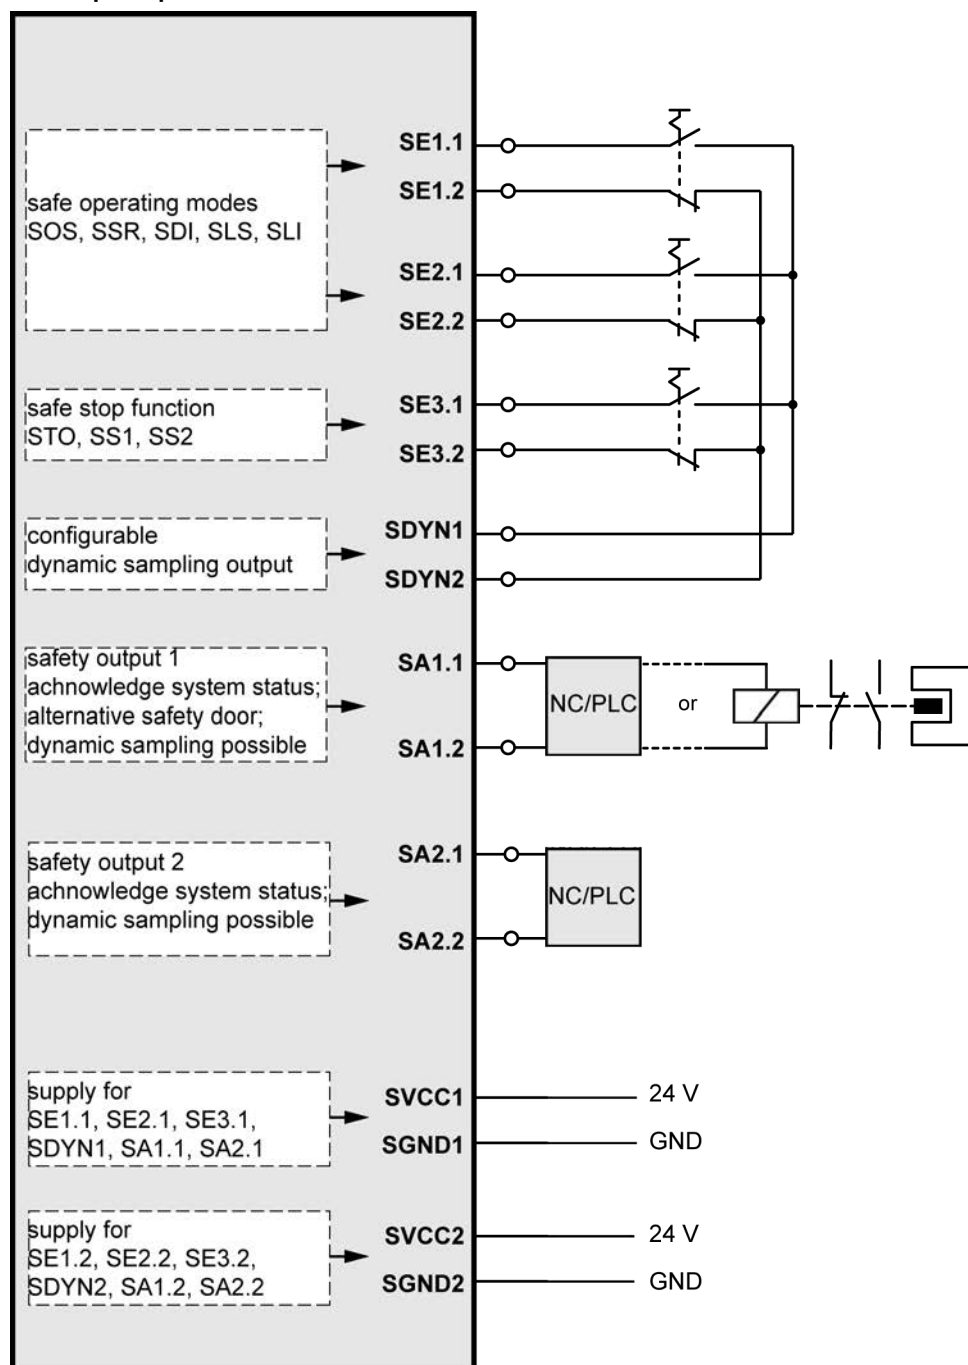 SE1.1
safe operating modes
SE1.2
SOS, SSR, SDI, SLS, SLI
SE2.1
SE2.2
safe stop function
SE3.1
STO, SS1, SS2
SE3.2
configurable
SDYN1
dynamic sampling output
SDYN2
safety output 1
SA1.1
achnowledge system status;
alternative safety door;
dynamic sampling possible
SA1.2
NC/PLC
or
safety output 2
SA2.1
achnowledge system status;
dynamic sampling possible
SA2.2
NC/PLC
supply for
SE1.1, SE2.1, SE3.1,
SDYN1, SA1.1, SA2.1
SVCC1
24 V
SGND1
GND
supply for
SE1.2, SE2.2, SE3.2,
SDYN2, SA1.2, SA2.2
SVCC2
24 V
SGND2
GND